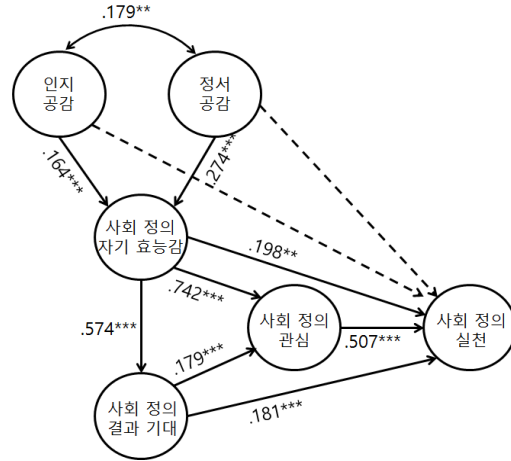 .179**
인지
공감
정서
공감
.164***
.274***
사회 정의
자기 효능감
.198**
.742***
.574***
사회 정의
관심
.507***
사회 정의
실천
.179***
.181***
사회 정의
결과 기대